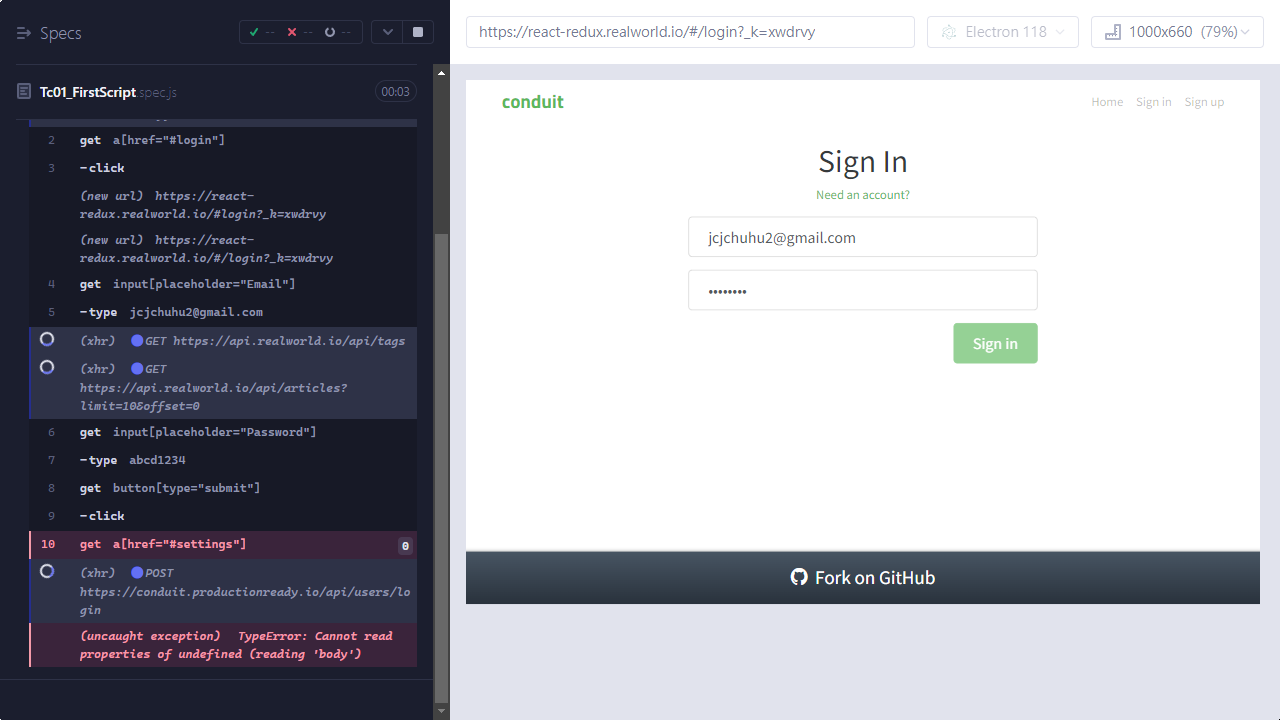 Specs
-- -- --
https://react-redux.realworld.io/#/login?_k=xwdrvy
Electron 118
1000x660 (79%)
Tc01_FirstScript spec.js
00:03
2 get a[href="#login"]
3 -click
(new url) https://react-
redux.realworld.io/#login?_k=xwdrvy
(new url) https://react-
redux.realworld.io/#/login?_k=xwdrvy
4 get input[placeholder="Email"]
5 -type jcjchuhu2@gmail.com
(xhr) GET https://api.realworld.io/api/tags
(xhr) GET
https://api.realworld.io/api/articles?
limit=10&offset=0
6 get input[placeholder="Password"]
7 -type abcd1234
8 get button[type="submit"]
9 -click
10 get a[href="#settings"] 0
(xhr) POST
https://conduit.productionready.io/api/users/lo
gin
(uncaught exception) TypeError: Cannot read
properties of undefined (reading 'body')
conduit
Home Sign in Sign up
Sign In
Need an account?
jcjchuhu2@gmail.com
••••••••
Sign in
Fork on GitHub